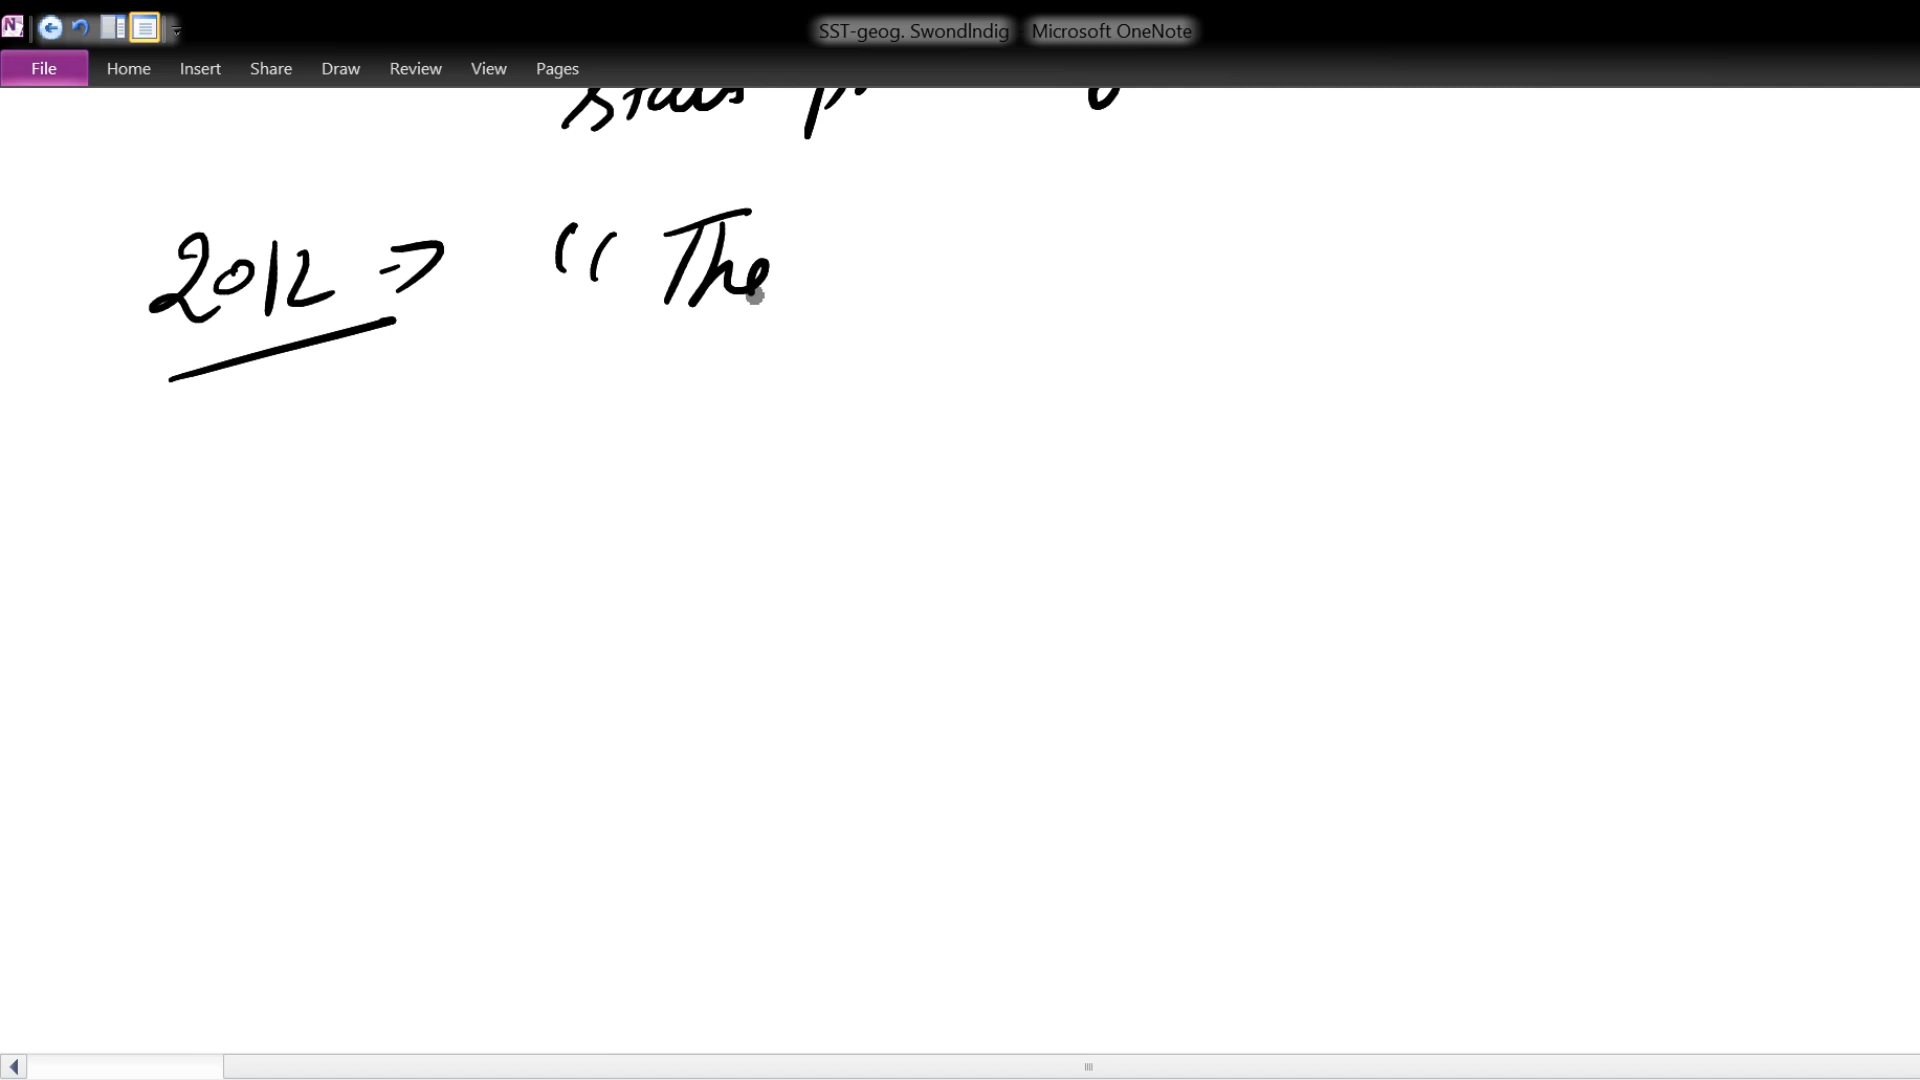 SST-geog. SwondIndig - Microsoft OneNote
File Home Insert Share Draw Review View Pages
2012 => " The